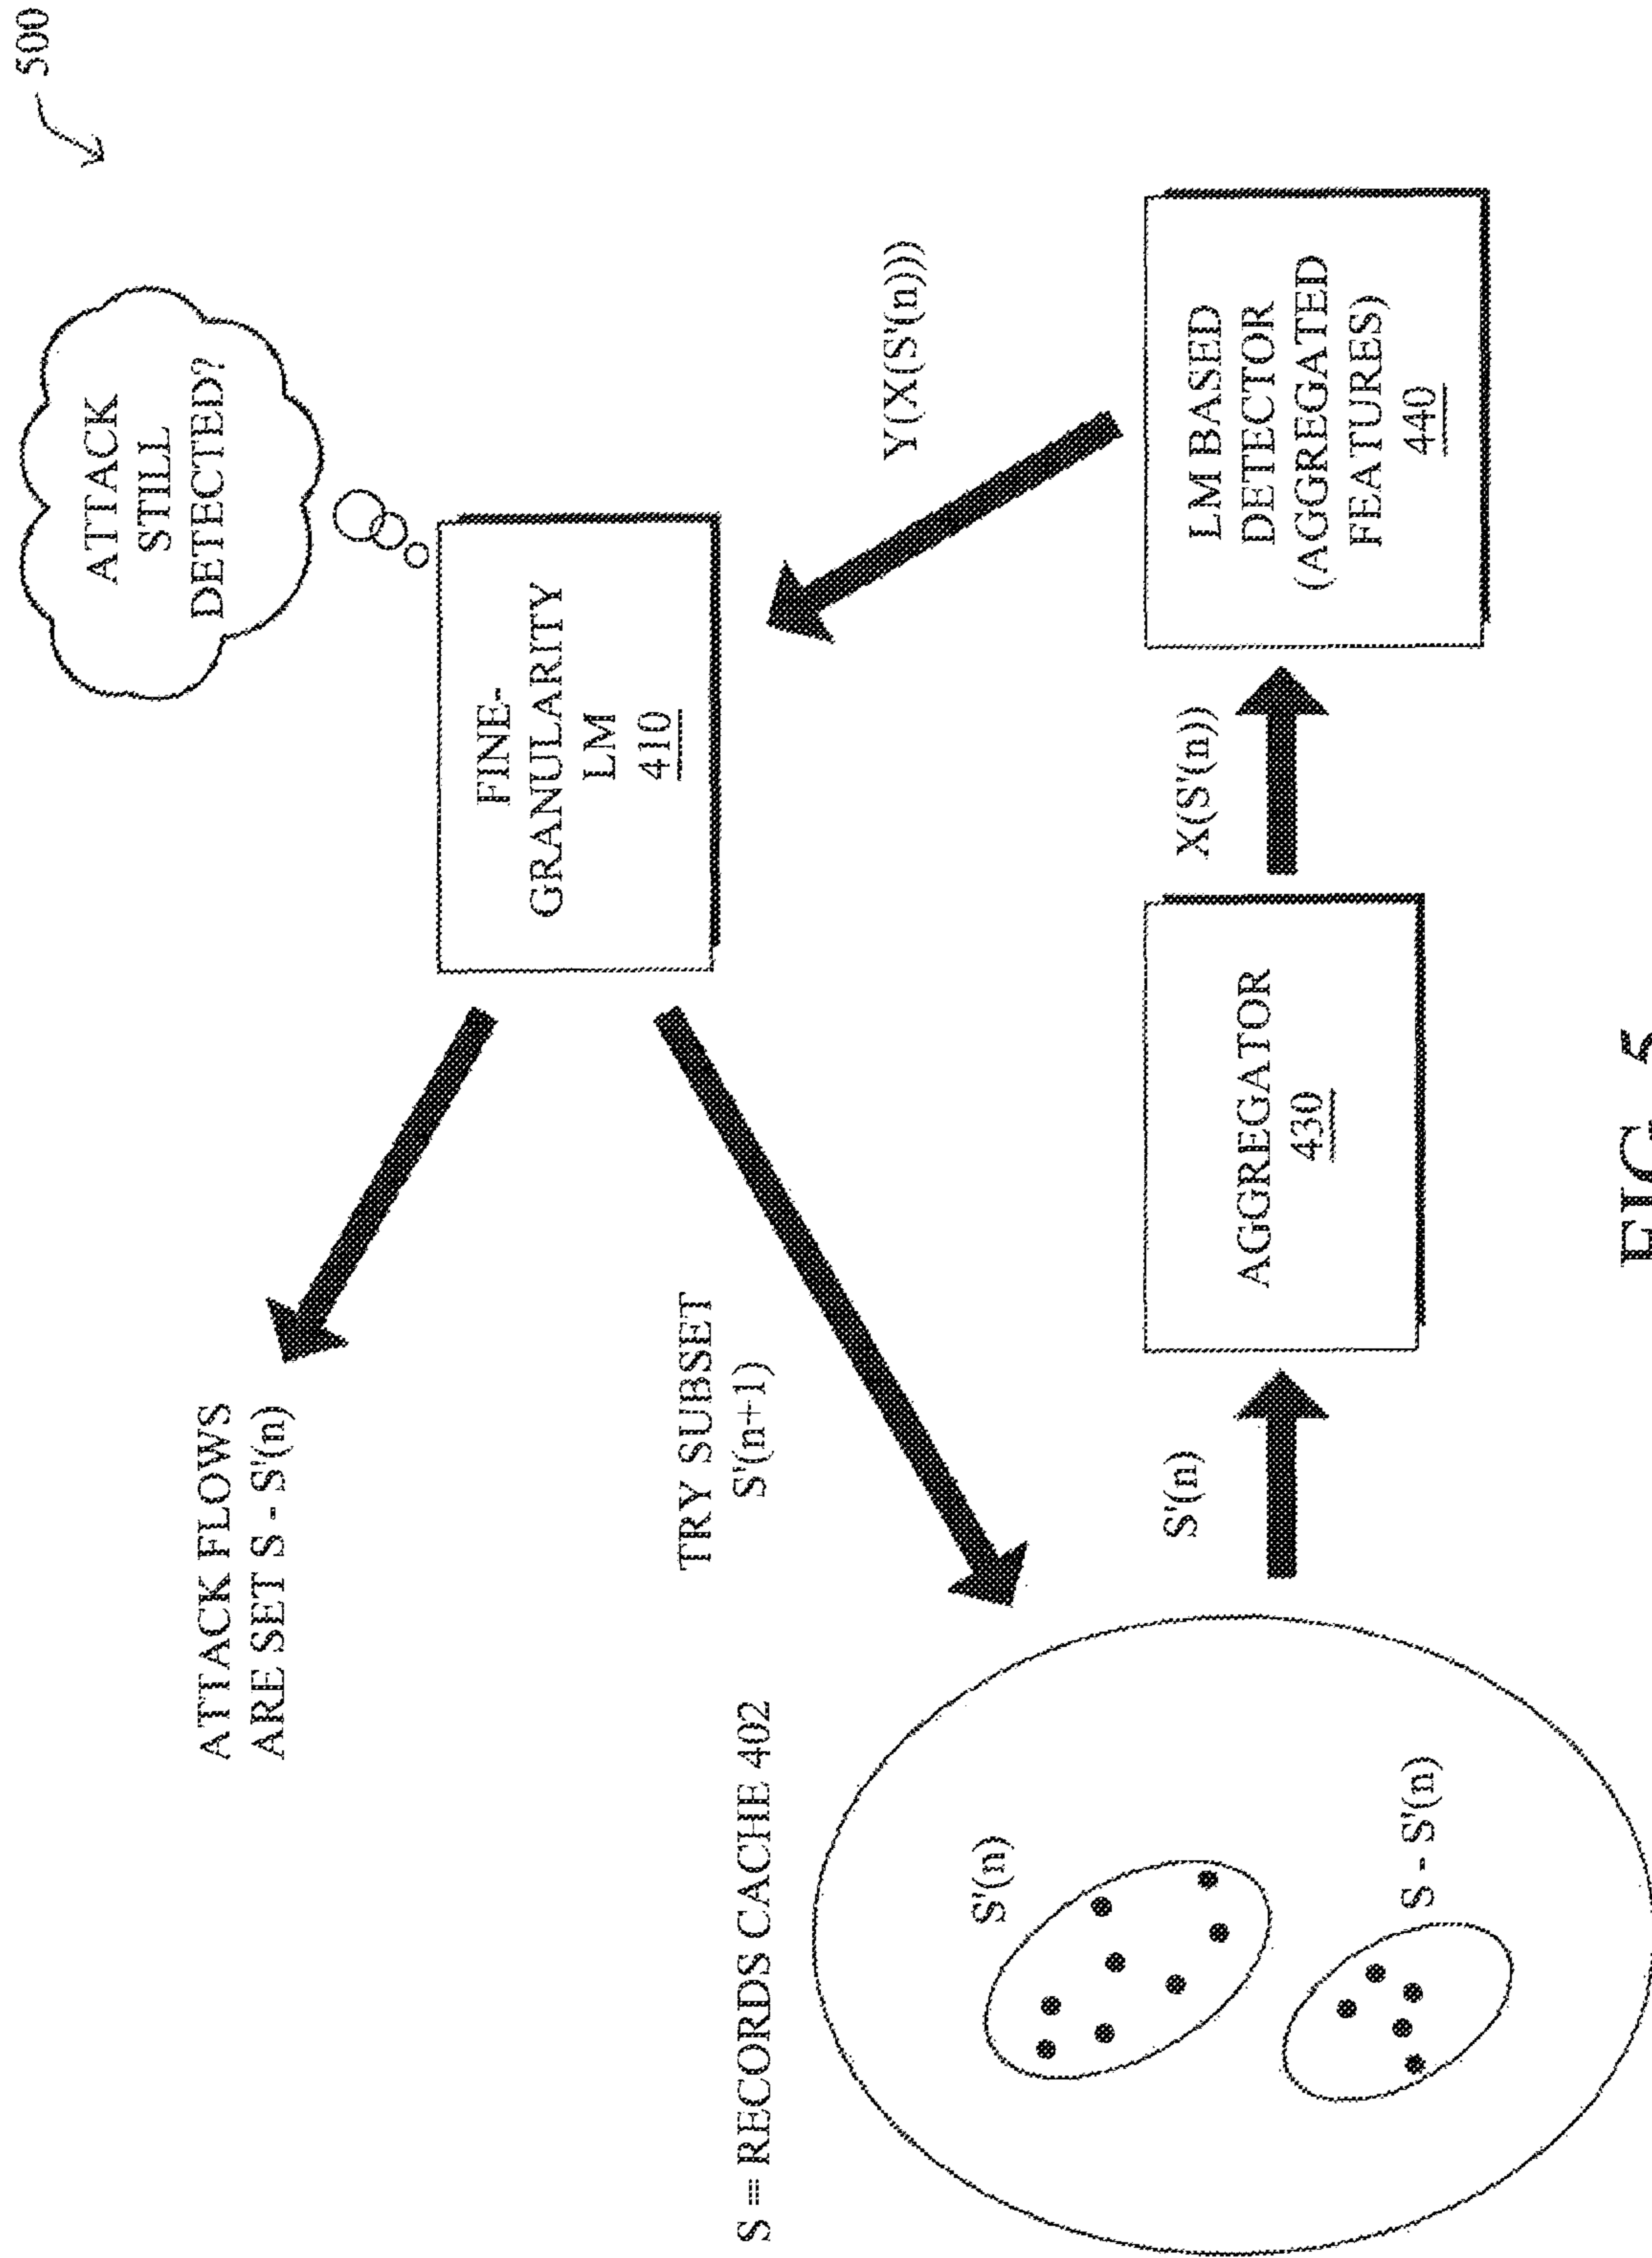 500
ATTACK
STILL
DETECTED?
ATTACK FLOWS
ARE SET S - S'(n)
FINE-
GRANULARITY
LM
410
TRY SUBSET
S'(n+1)
Y(X(S'(n)))
S = RECORDS CACHE 402
S'(n)
S - S'(n)
S'(n)
AGGREGATOR
430
X(S'(n))
LM BASED
DETECTOR
(AGGREGATED
FEATURES)
440
FIG. 5